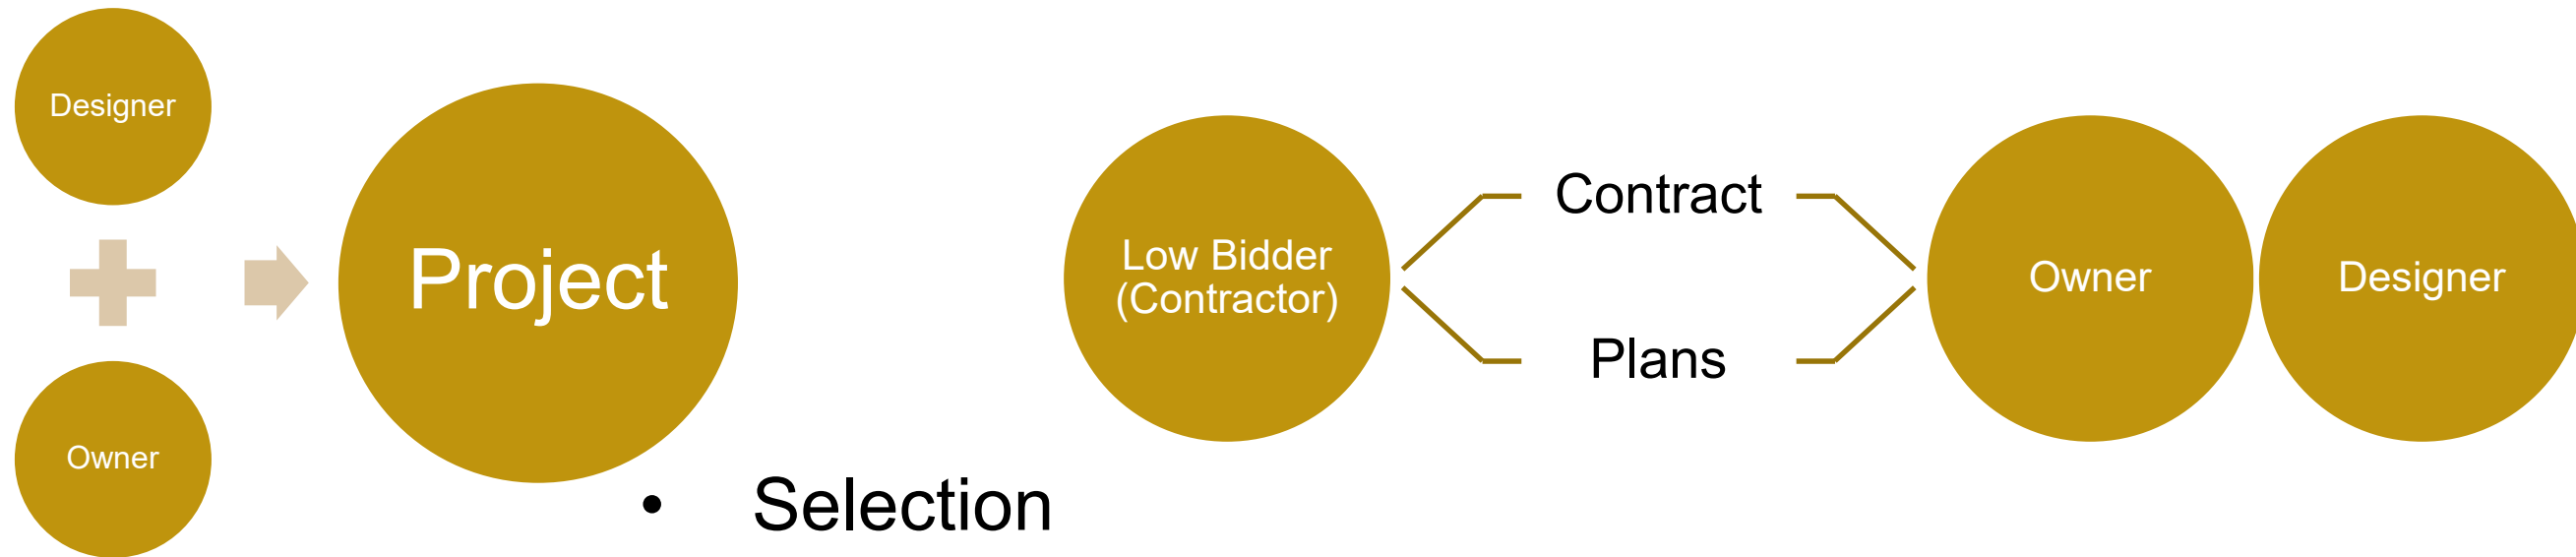 Designer
Owner
Project
• Selection
Low Bidder
(Contractor)
Contract
Plans
Owner
Designer